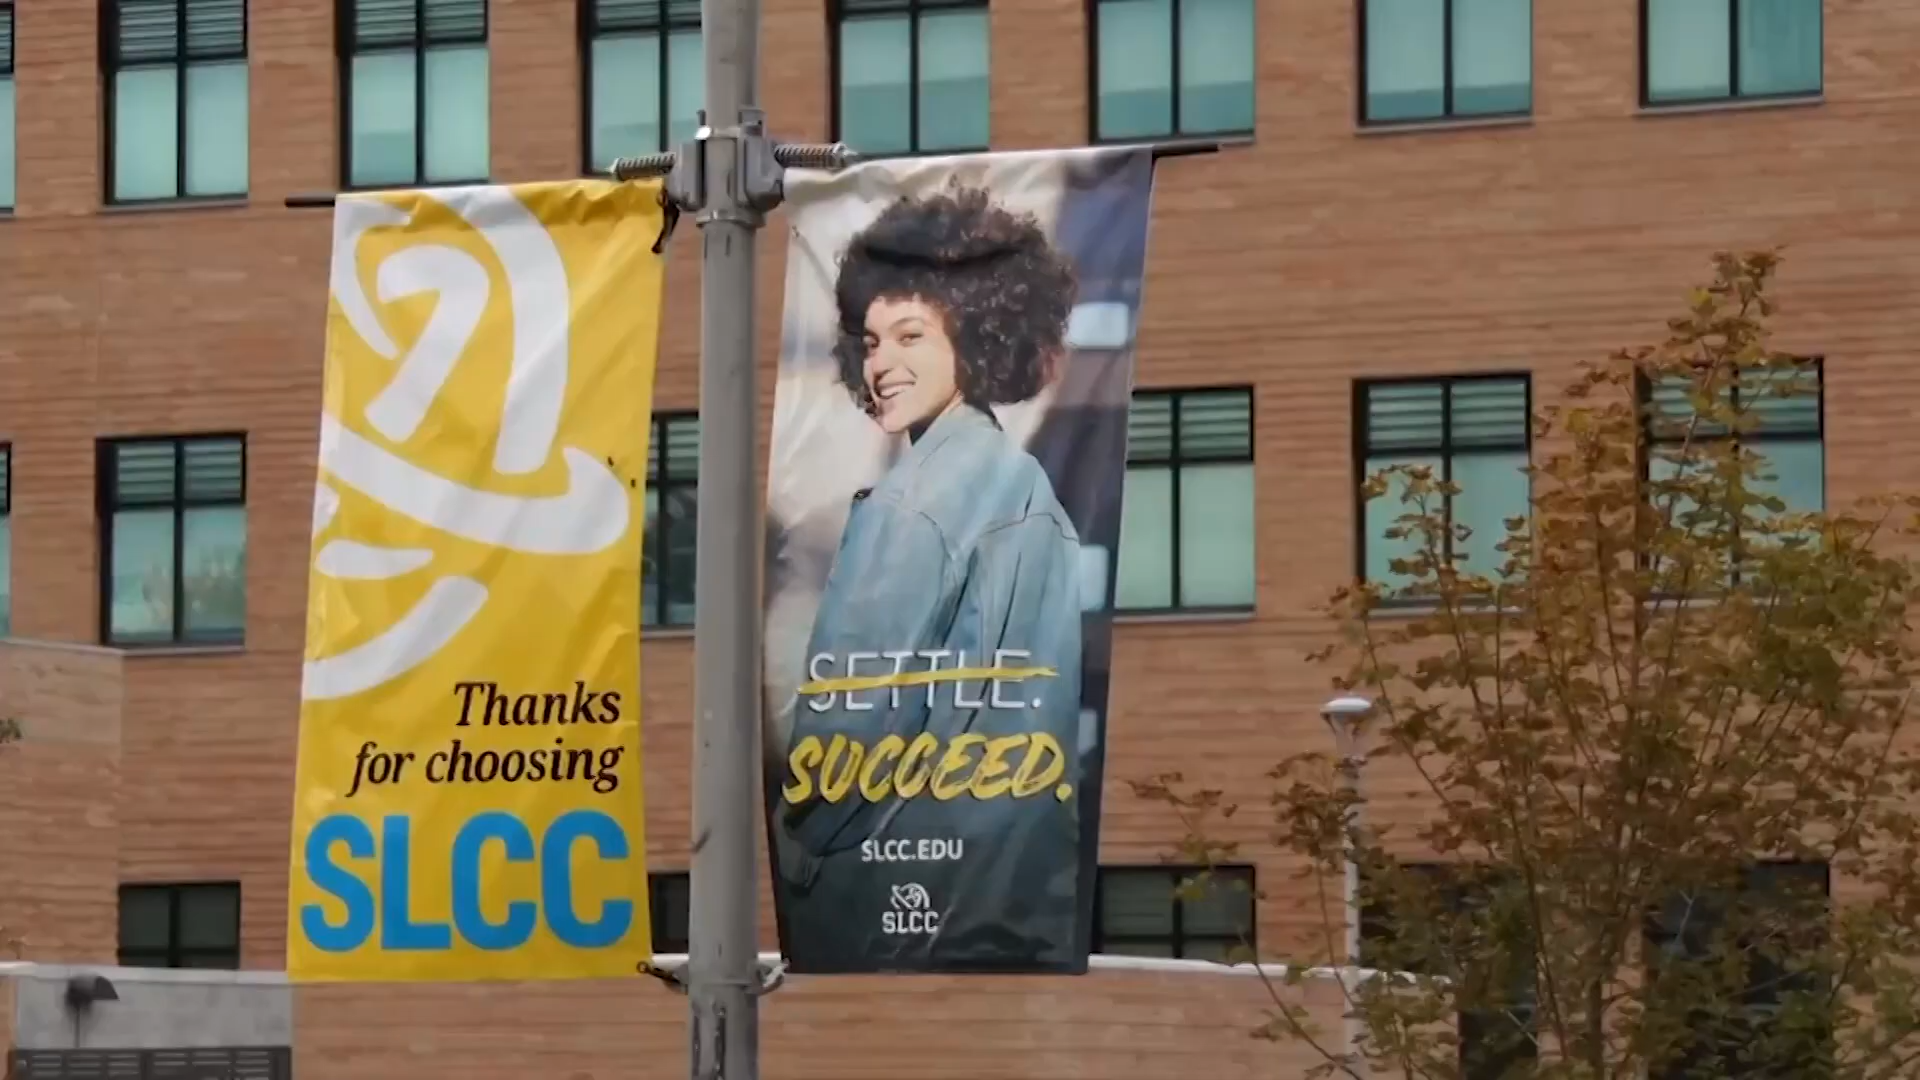 Thanks
for choosing
SLCC
SETTLE.
SUCCEED.
SLCC.EDU
SLCC